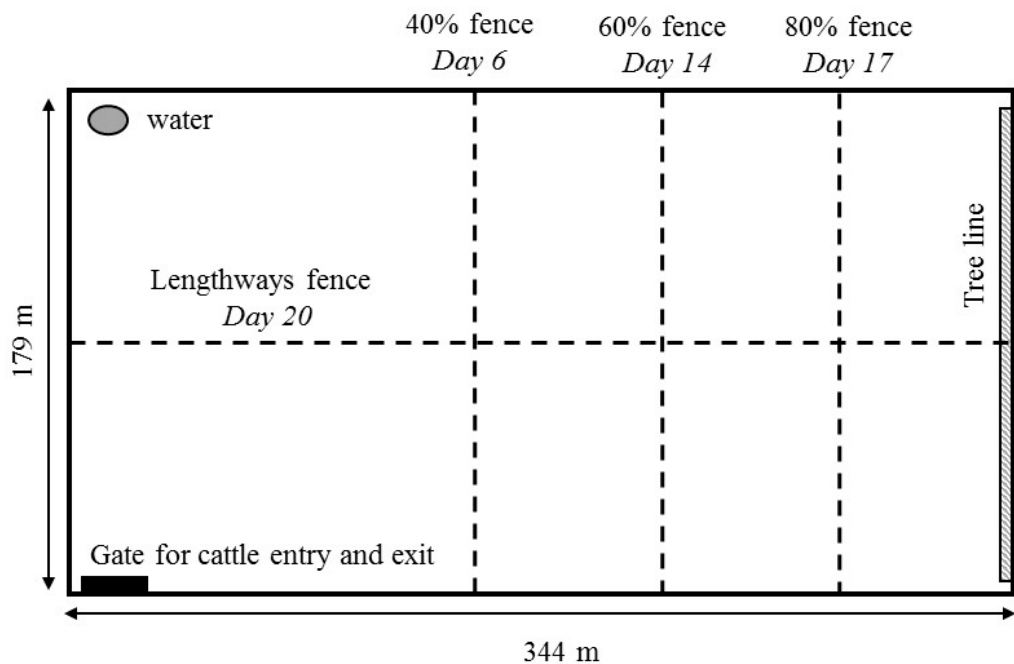 40% fence
Day 6
60% fence
Day 14
80% fence
Day 17
water
Tree line
Lengthways fence
Day 20
179 m
Gate for cattle entry and exit
344 m